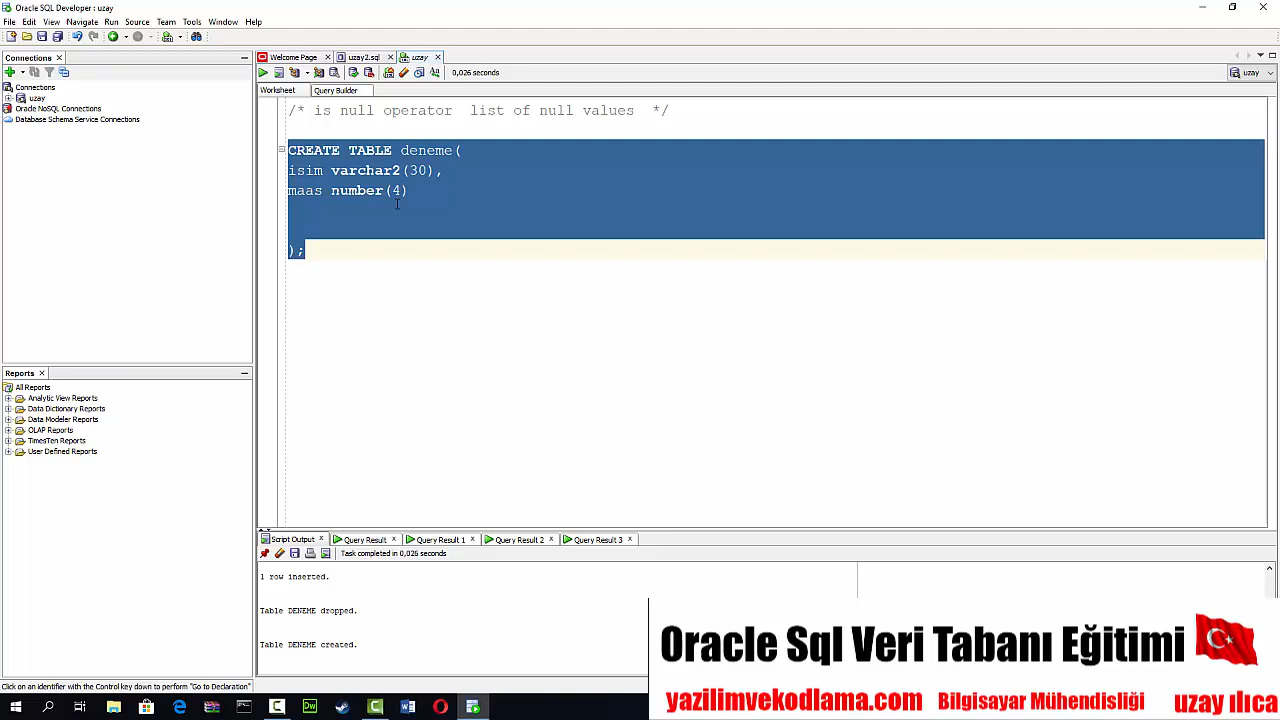 Oracle SQL Developer : uzay
File Edit View Navigate Run Source Team Tools Window Help
Connections
Connections
uzay
Oracle NoSQL Connections
Database Schema Service Connections
Reports
All Reports
Analytic View Reports
Data Dictionary Reports
Data Modeler Reports
OLAP Reports
TimesTen Reports
User Defined Reports
Welcome Page uzay2.sql uzay
0,026 seconds
uzay
Worksheet Query Builder
/* is null operator list of null values */
CREATE TABLE deneme(
isim varchar2(30),
maas number(4)
);
Script Output Query Result Query Result 1 Query Result 2 Query Result 3
Task completed in 0,026 seconds
1 row inserted.
Table DENEME dropped.
Table DENEME created.
Click on an identifier with the Control key down to perform "Go to Declaration"
Oracle Sql Veri Tabanı Eğitimi
yazilimvekodlama.com Bilgisayar Mühendisliği uzay ılıca